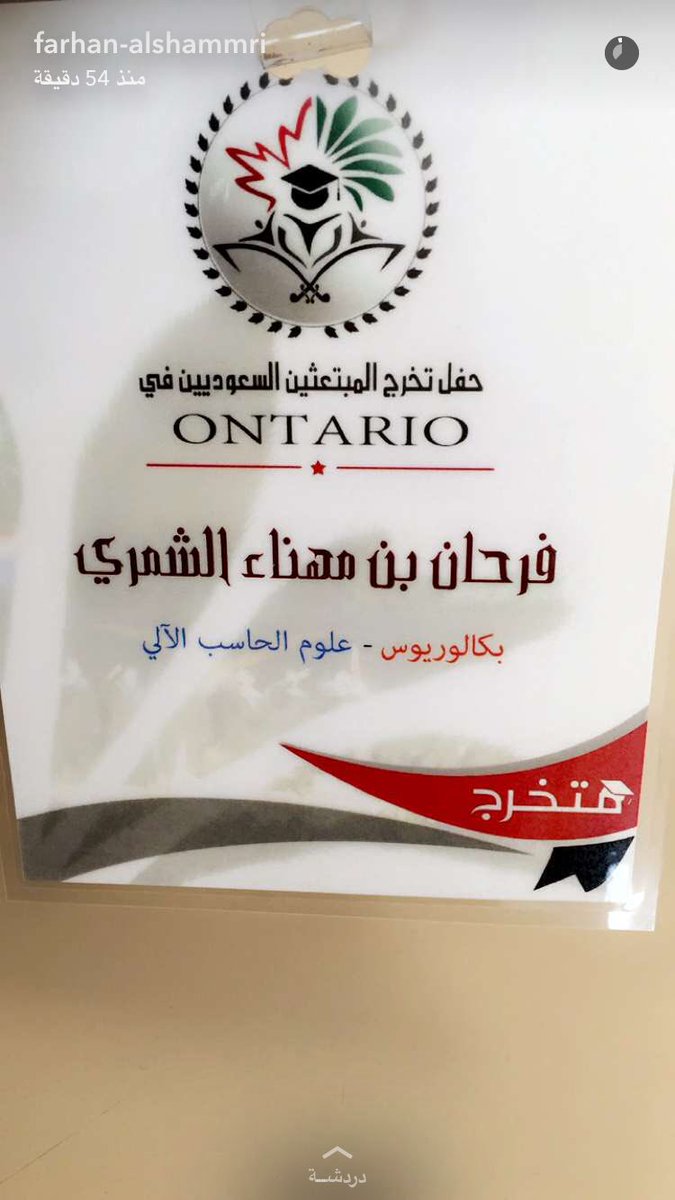 farhan-alshammri
منذ 54 دقيقة
حفل تخرج المبتعثين السعوديين في
ONTARIO
فرحان بن مهناء الشمري
بكالوريوس - علوم الحاسب الآلي
متخرج
دردشــة